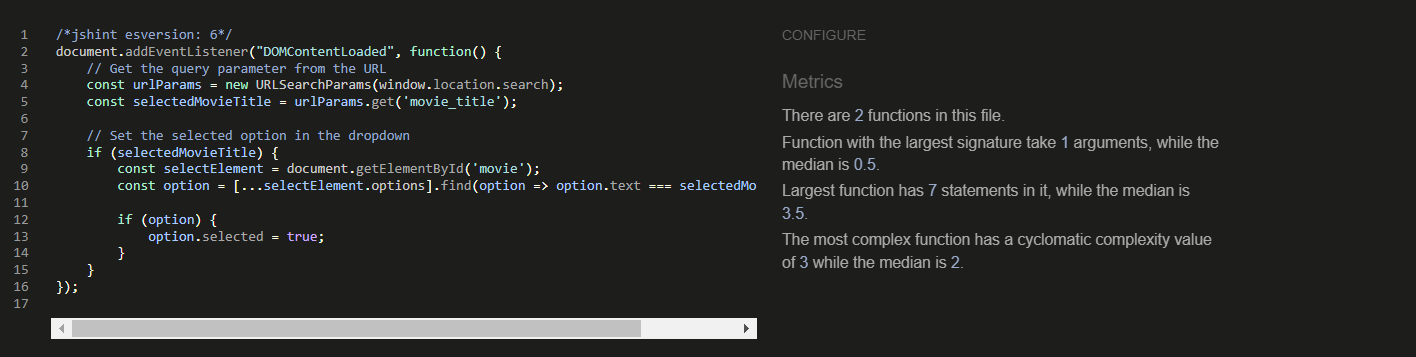 1 /*jshint esversion: 6*/
2 document.addEventListener("DOMContentLoaded", function() {
3     // Get the query parameter from the URL
4     const urlParams = new URLSearchParams(window.location.search);
5     const selectedMovieTitle = urlParams.get('movie_title');
6
7     // Set the selected option in the dropdown
8     if (selectedMovieTitle) {
9         const selectElement = document.getElementById('movie');
10         const option = [...selectElement.options].find(option => option.text === selectedMo
11
12         if (option) {
13             option.selected = true;
14         }
15     }
16 });
17
CONFIGURE
Metrics
There are 2 functions in this file.
Function with the largest signature take 1 arguments, while the
median is 0.5.
Largest function has 7 statements in it, while the median is
3.5.
The most complex function has a cyclomatic complexity value
of 3 while the median is 2.